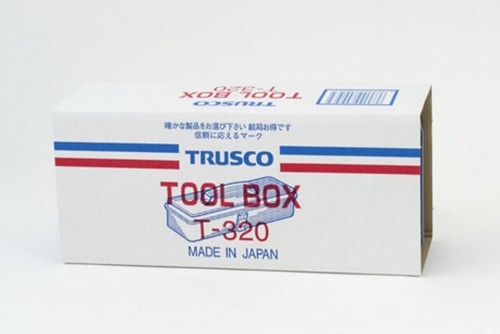 T-320
TOOL BOX
TRUSCO
確かな製品をお選び下さい 結局お得です
信頼に応えるマーク
TRUSCO
TOOL BOX
T-320
MADE IN JAPAN